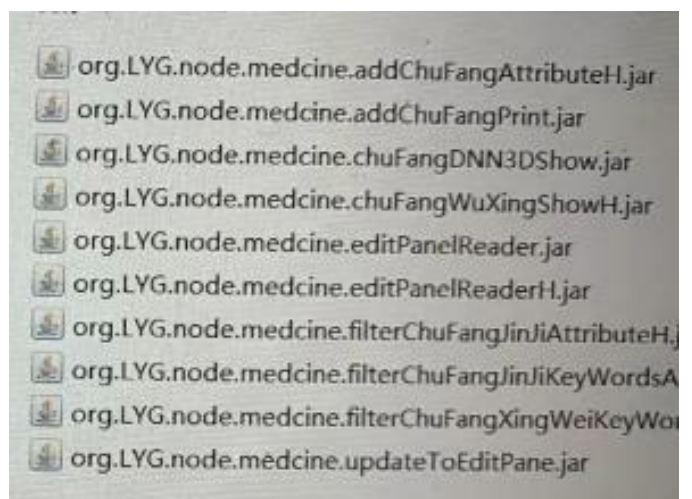 org.LYG.node.medcine.addChuFangAttributeH.jar
org.LYG.node.medcine.addChuFangPrint.jar
org.LYG.node.medcine.chuFangDNN3DShow.jar
org.LYG.node.medcine.chuFangWuXingShowH.jar
org.LYG.node.medcine.editPanelReader.jar
org.LYG.node.medcine.editPanelReaderH.jar
org.LYG.node.medcine.filterChuFangJinJiAttributeH.j
org.LYG.node.medcine.filterChuFangJinJiKeyWordsA
org.LYG.node.medcine.filterChuFangXingWeiKeyWor
org.LYG.node.medcine.updateToEditPane.jar